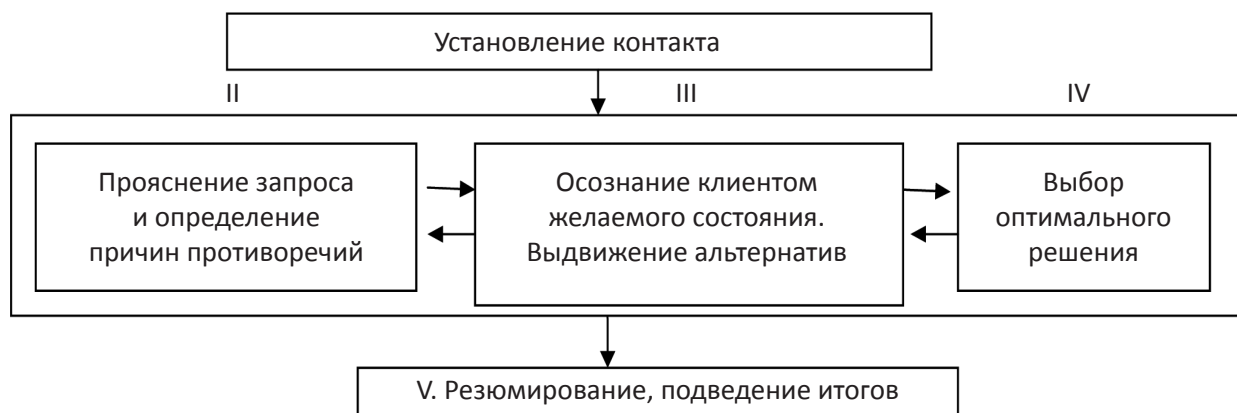 Установление контакта
II
III
IV
Прояснение запроса
и определение
причин противоречий
Осознание клиентом
желаемого состояния.
Выдвижение альтернатив
Выбор
оптимального
решения
V. Резюмирование, подведение итогов